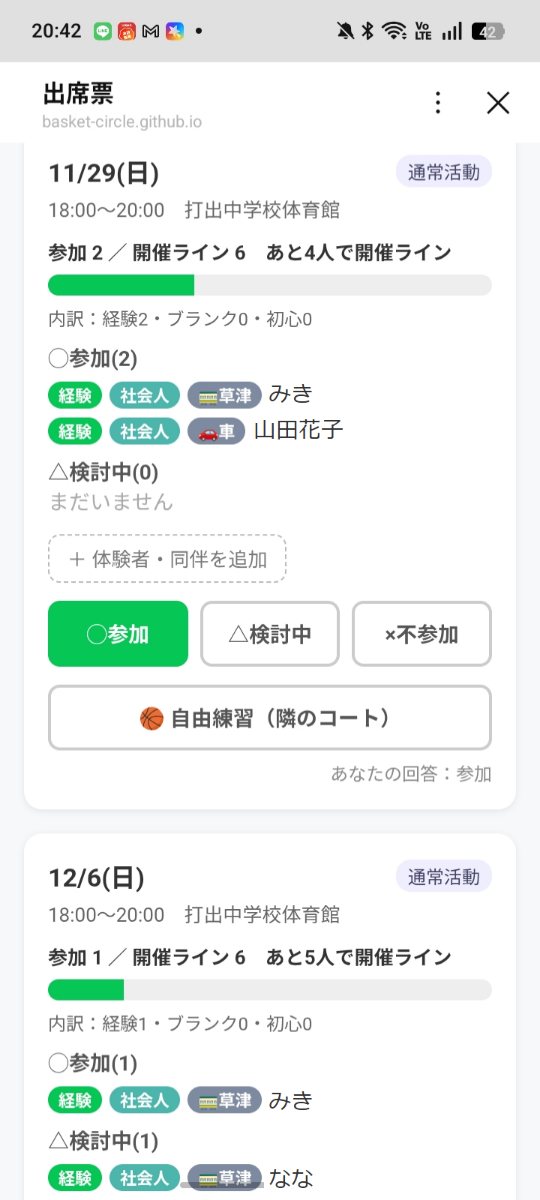 20:42
Vo LTE
42
出席票
basket-circle.github.io
11/29(日) 通常活動
18:00〜20:00 打出中学校体育館
参加 2 ／ 開催ライン 6 あと4人で開催ライン
内訳：経験2・ブランク0・初心0
〇参加(2)
経験 社会人 🚃草津 みき
経験 社会人 🚗車 山田花子
△検討中(0)
まだいません
＋ 体験者・同伴を追加
〇参加 △検討中 ×不参加
🏀 自由練習（隣のコート）
あなたの回答：参加
12/6(日) 通常活動
18:00〜20:00 打出中学校体育館
参加 1 ／ 開催ライン 6 あと5人で開催ライン
内訳：経験1・ブランク0・初心0
〇参加(1)
経験 社会人 🚃草津 みき
△検討中(1)
経験 社会人 🚃草津 なな